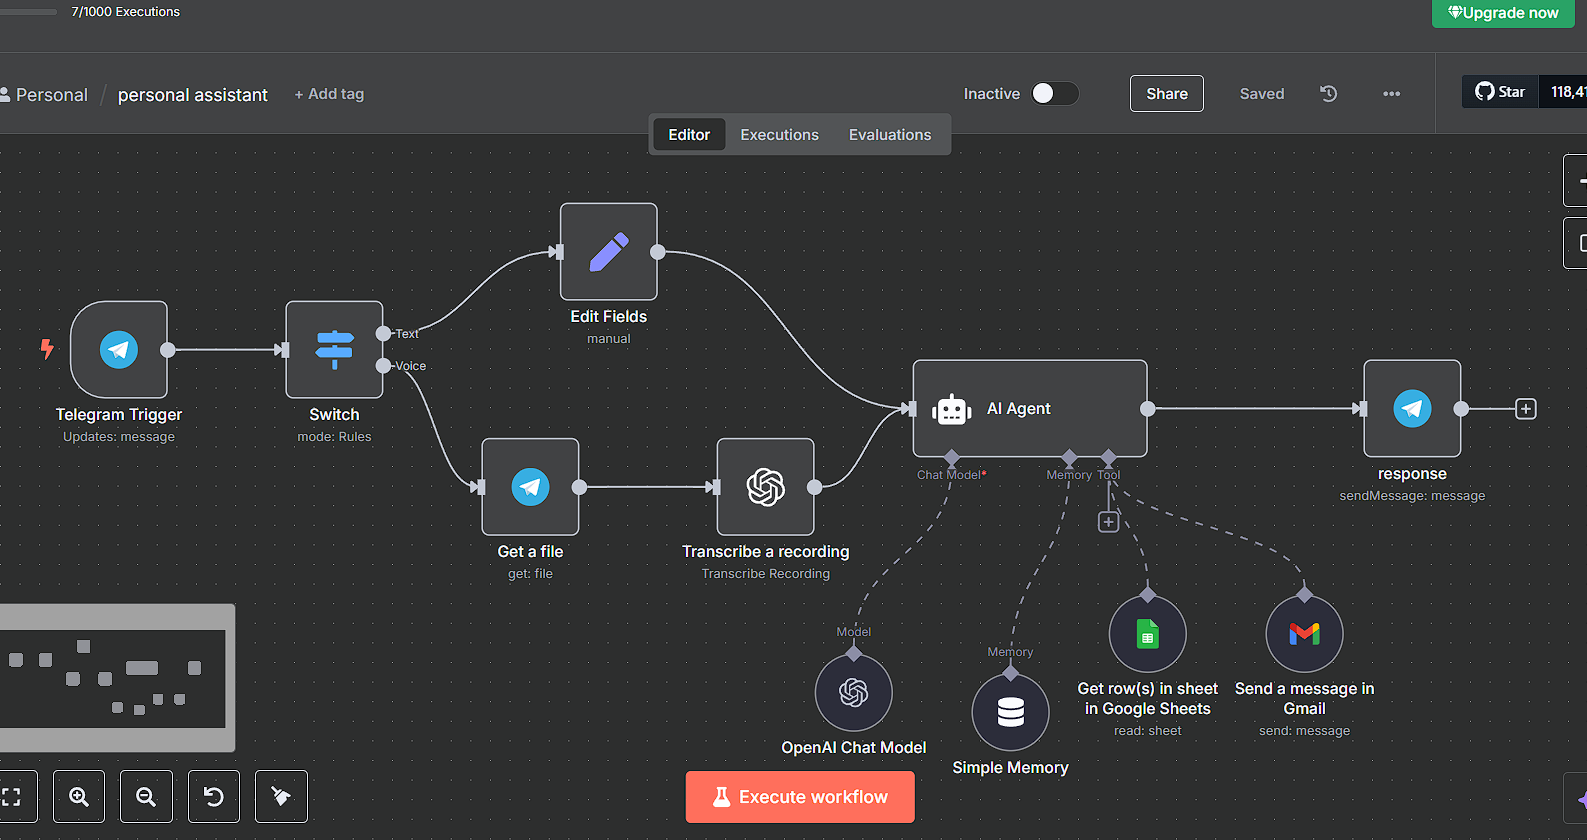 7/1000 Executions
Upgrade now
Personal / personal assistant + Add tag
Inactive
Share
Saved
Star
118,41
Editor
Executions
Evaluations
Edit Fields
manual
Text
Voice
Telegram Trigger
Updates: message
Switch
mode: Rules
AI Agent
Chat Model*
Memory
Tool
response
sendMessage: message
Get a file
get: file
Transcribe a recording
Transcribe Recording
Model
OpenAI Chat Model
Memory
Simple Memory
Get row(s) in sheet
in Google Sheets
read: sheet
Send a message in
Gmail
send: message
Execute workflow